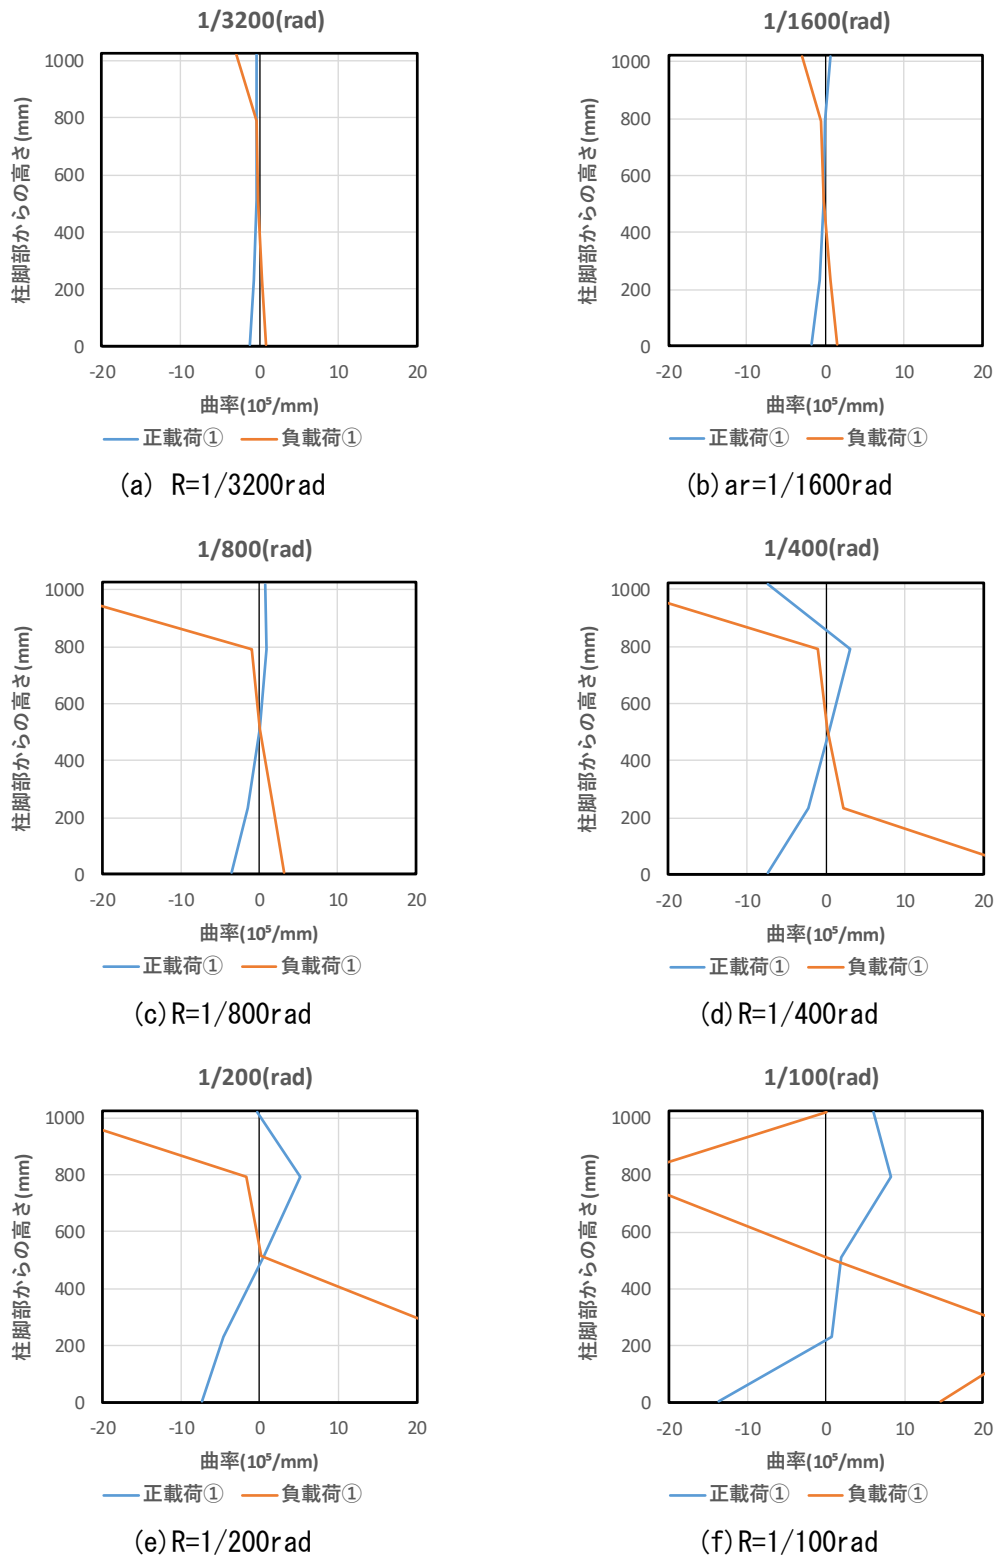 1/3200(rad)
柱脚部からの高さ(mm)
1000
800
600
400
200
0
-20 -10 0 10 20
曲率(10⁵/mm)
正載荷① 負載荷①
(a) R=1/3200rad
1/1600(rad)
柱脚部からの高さ(mm)
1000
800
600
400
200
0
-20 -10 0 10 20
曲率(10⁵/mm)
正載荷① 負載荷①
(b)ar=1/1600rad
1/800(rad)
柱脚部からの高さ(mm)
1000
800
600
400
200
0
-20 -10 0 10 20
曲率(10⁵/mm)
正載荷① 負載荷①
(c)R=1/800rad
1/400(rad)
柱脚部からの高さ(mm)
1000
800
600
400
200
0
-20 -10 0 10 20
曲率(10⁵/mm)
正載荷① 負載荷①
(d)R=1/400rad
1/200(rad)
柱脚部からの高さ(mm)
1000
800
600
400
200
0
-20 -10 0 10 20
曲率(10⁵/mm)
正載荷① 負載荷①
(e)R=1/200rad
1/100(rad)
柱脚部からの高さ(mm)
1000
800
600
400
200
0
-20 -10 0 10 20
曲率(10⁵/mm)
正載荷① 負載荷①
(f)R=1/100rad